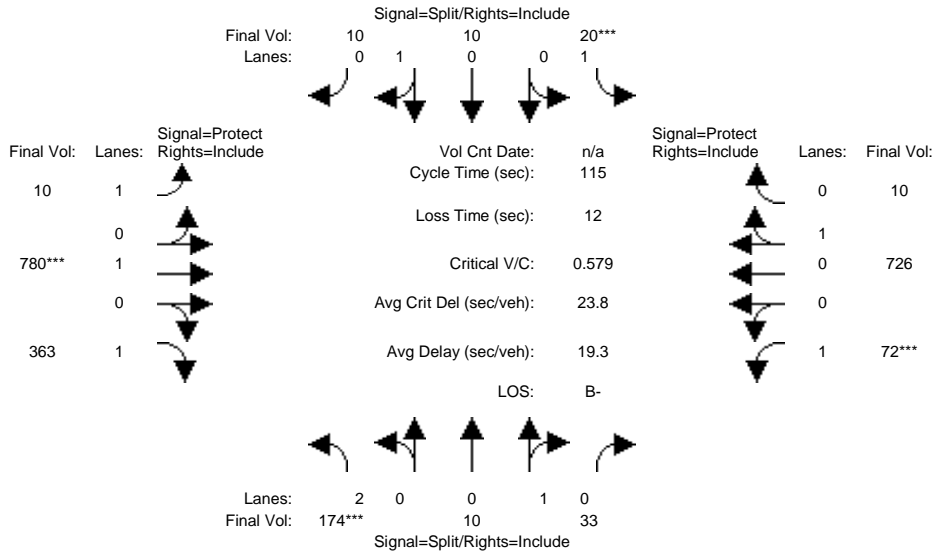 Signal=Split/Rights=Include
Final Vol: 10 10 20***
Lanes: 0 1 0 0 1
Signal=Protect Signal=Protect
Final Vol: Lanes: Rights=Include Vol Cnt Date: n/a Rights=Include Lanes: Final Vol:
Cycle Time (sec): 115
10 1 0 10
Loss Time (sec): 12
0 1
780*** 1 Critical V/C: 0.579 0 726
0 Avg Crit Del (sec/veh): 23.8 0
363 1 Avg Delay (sec/veh): 19.3 1 72***
LOS: B-
Lanes: 2 0 0 1 0
Final Vol: 174*** 10 33
Signal=Split/Rights=Include